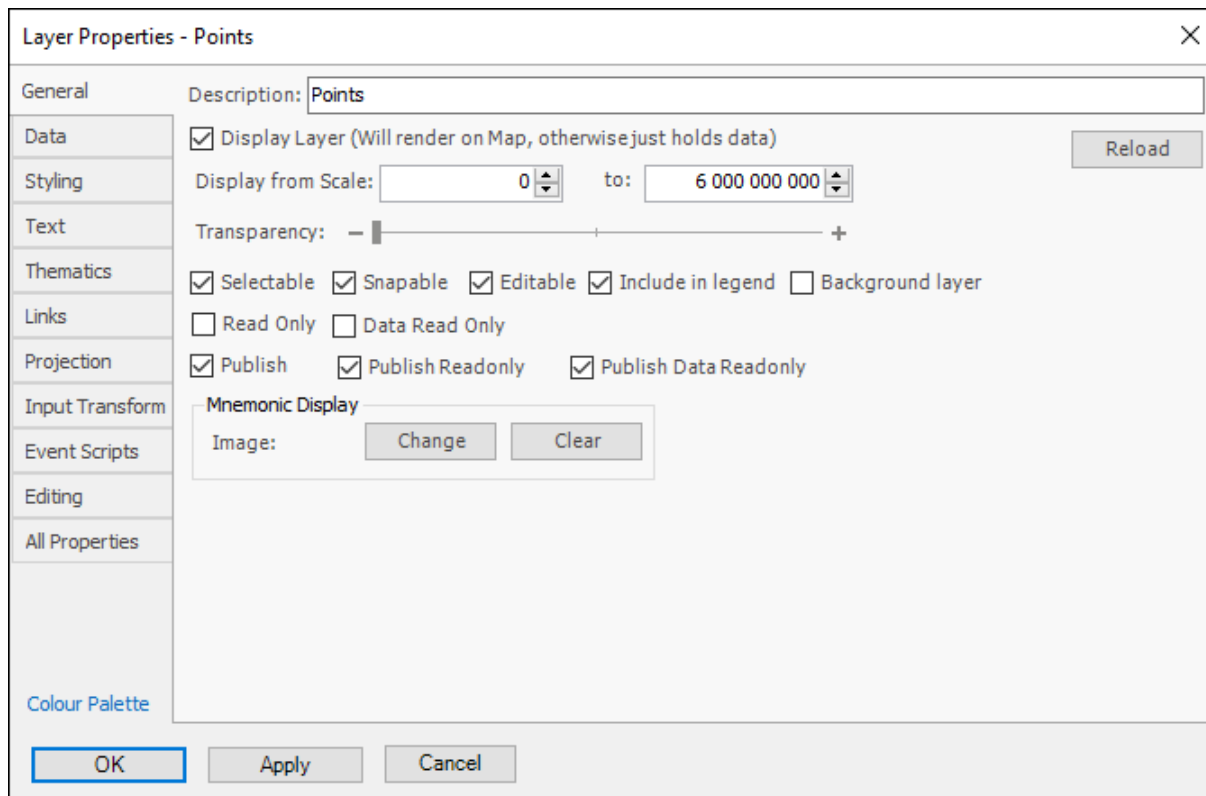 Layer Properties - Points
General
Data
Styling
Text
Thematics
Links
Projection
Input Transform
Event Scripts
Editing
All Properties
Colour Palette
Description: Points
Display Layer (Will render on Map, otherwise just holds data)
Reload
Display from Scale: 0 to: 6 000 000 000
Transparency:
Selectable Snapable Editable Include in legend Background layer
Read Only Data Read Only
Publish Publish Readonly Publish Data Readonly
Mnemonic Display
Image: Change Clear
OK Apply Cancel